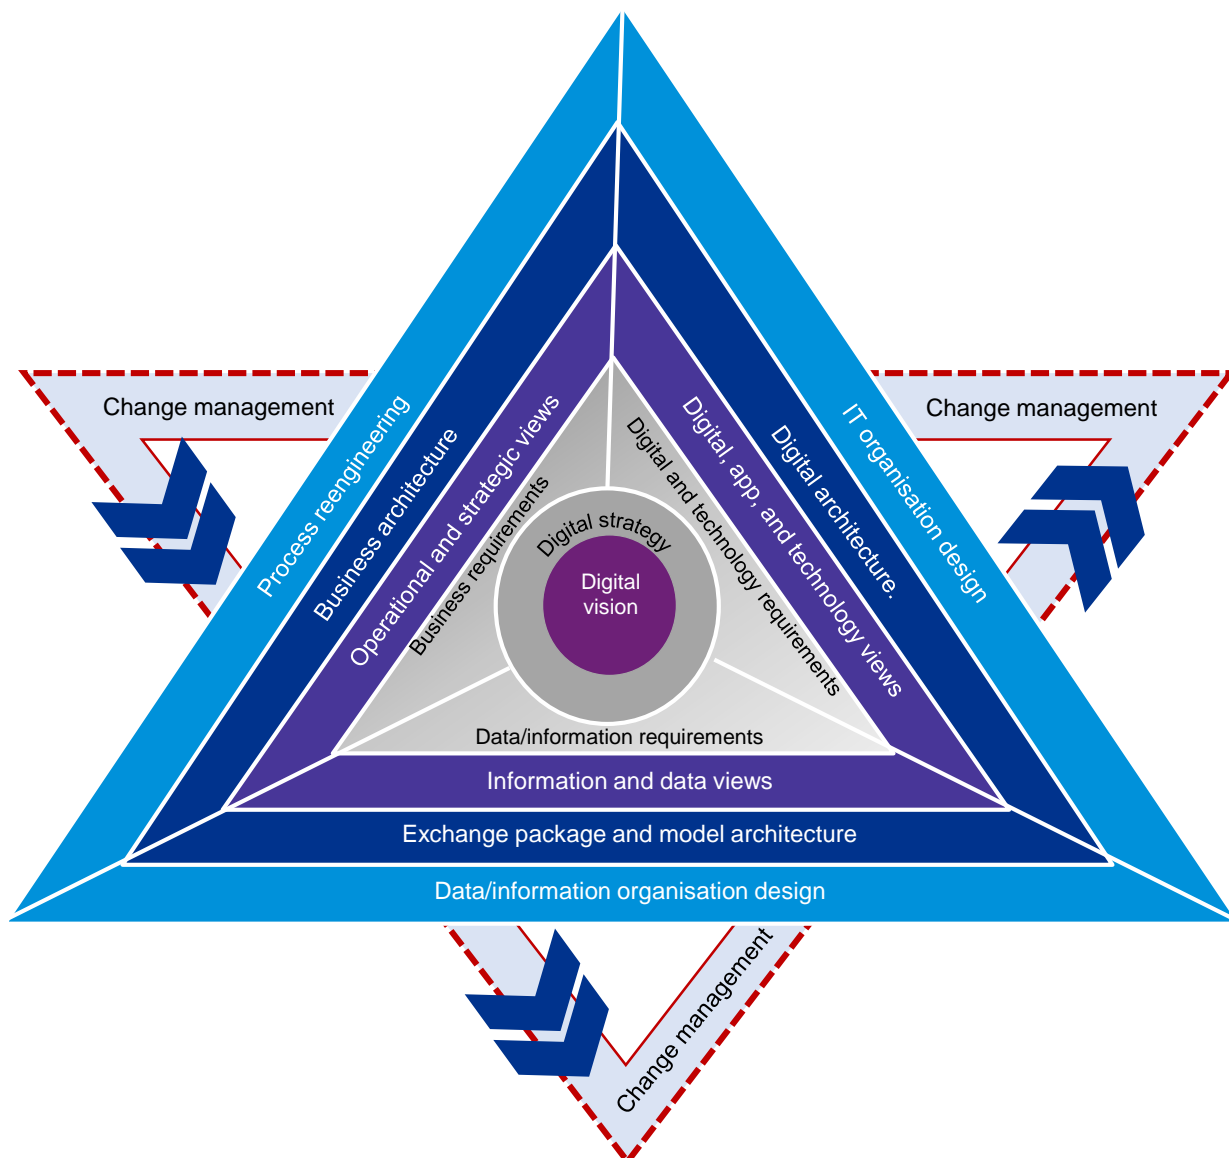 Change management
Change management
Process reengineering
Business architecture
Operational and strategic views
Business requirements
Digital strategy
Digital
vision
Digital and technology requirements
Digital, app, and technology views
Digital architecture.
IT organisation design
Data/information requirements
Information and data views
Exchange package and model architecture
Data/information organisation design
Change management